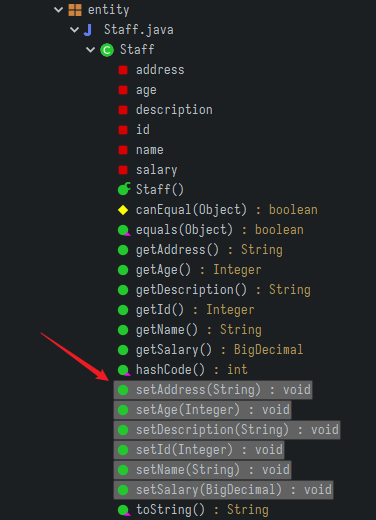 entity
Staff.java
Staff
address
age
description
id
name
salary
Staff()
canEqual(Object) : boolean
equals(Object) : boolean
getAddress() : String
getAge() : Integer
getDescription() : String
getId() : Integer
getName() : String
getSalary() : BigDecimal
hashCode() : int
setAddress(String) : void
setAge(Integer) : void
setDescription(String) : void
setId(Integer) : void
setName(String) : void
setSalary(BigDecimal) : void
toString() : String